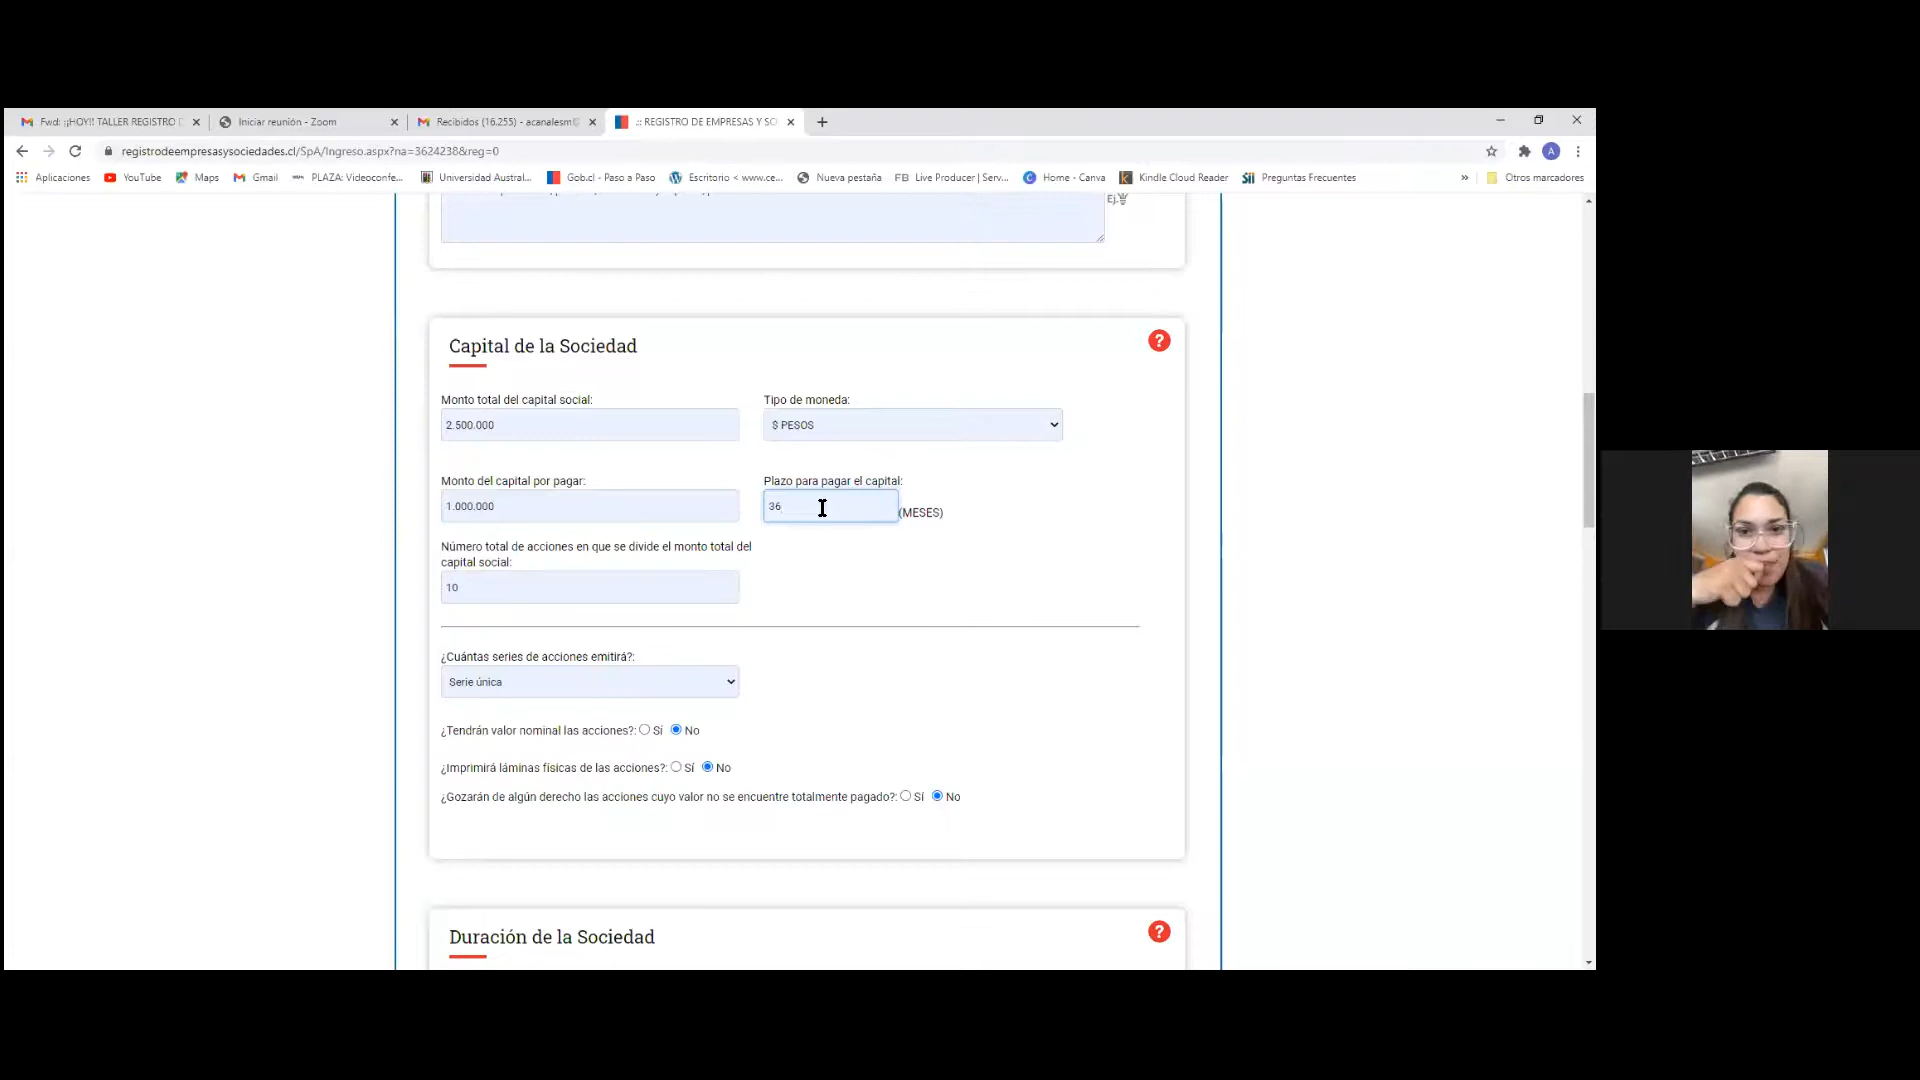 Fwd: ¡¡HOY!! TALLER REGISTRO
Iniciar reunión - Zoom
Recibidos (16.255) - acanalesm
.:: REGISTRO DE EMPRESAS Y SO
registrodeempresasysociedades.cl/SpA/Ingreso.aspx?na=3624238&reg=0
A
Aplicaciones
YouTube
Maps
Gmail
PLAZA: Videoconfe...
Universidad Austral...
Gob.cl - Paso a Paso
Escritorio < www.ce...
Nueva pestaña
FB Live Producer | Serv...
Home - Canva
Kindle Cloud Reader
Sii Preguntas Frecuentes
»
Otros marcadores
Ej.
Capital de la Sociedad
?
Monto total del capital social:
Tipo de moneda:
2.500.000
$ PESOS
Monto del capital por pagar:
Plazo para pagar el capital:
1.000.000
36
(MESES)
Número total de acciones en que se divide el monto total del
capital social:
10
¿Cuántas series de acciones emitirá?:
Serie única
¿Tendrán valor nominal las acciones?: Sí No
¿Imprimirá láminas físicas de las acciones?: Sí No
¿Gozarán de algún derecho las acciones cuyo valor no se encuentre totalmente pagado?: Sí No
Duración de la Sociedad
?